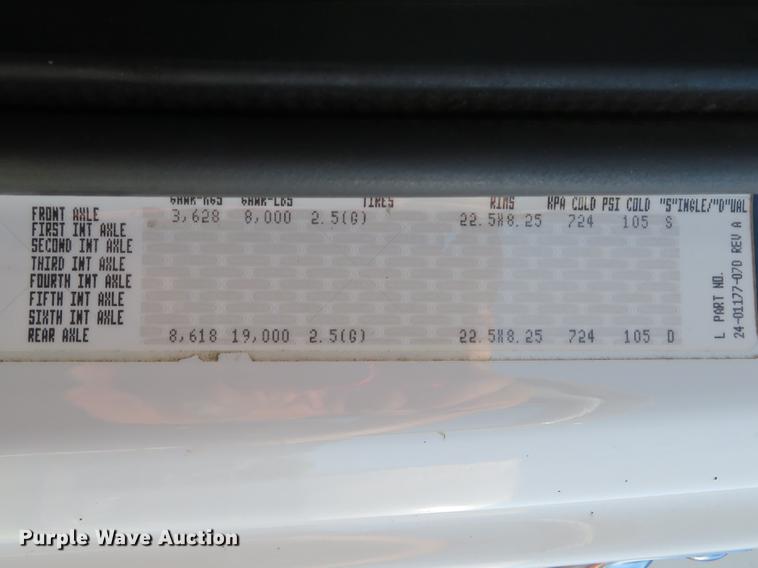 GAWR-KGS GAWR-LBS TIRES RIMS KPA COLD PSI COLD "S"INGLE/"D"UAL
FRONT AXLE 3,628 8,000 2.5(G) 22.5X8.25 724 105 S
FIRST INT AXLE
SECOND INT AXLE
THIRD INT AXLE
FOURTH INT AXLE
FIFTH INT AXLE
SIXTH INT AXLE
REAR AXLE 8,618 19,000 2.5(G) 22.5X8.25 724 105 D
L PART NO.
24-01177-070 REV A
Purple Wave Auction